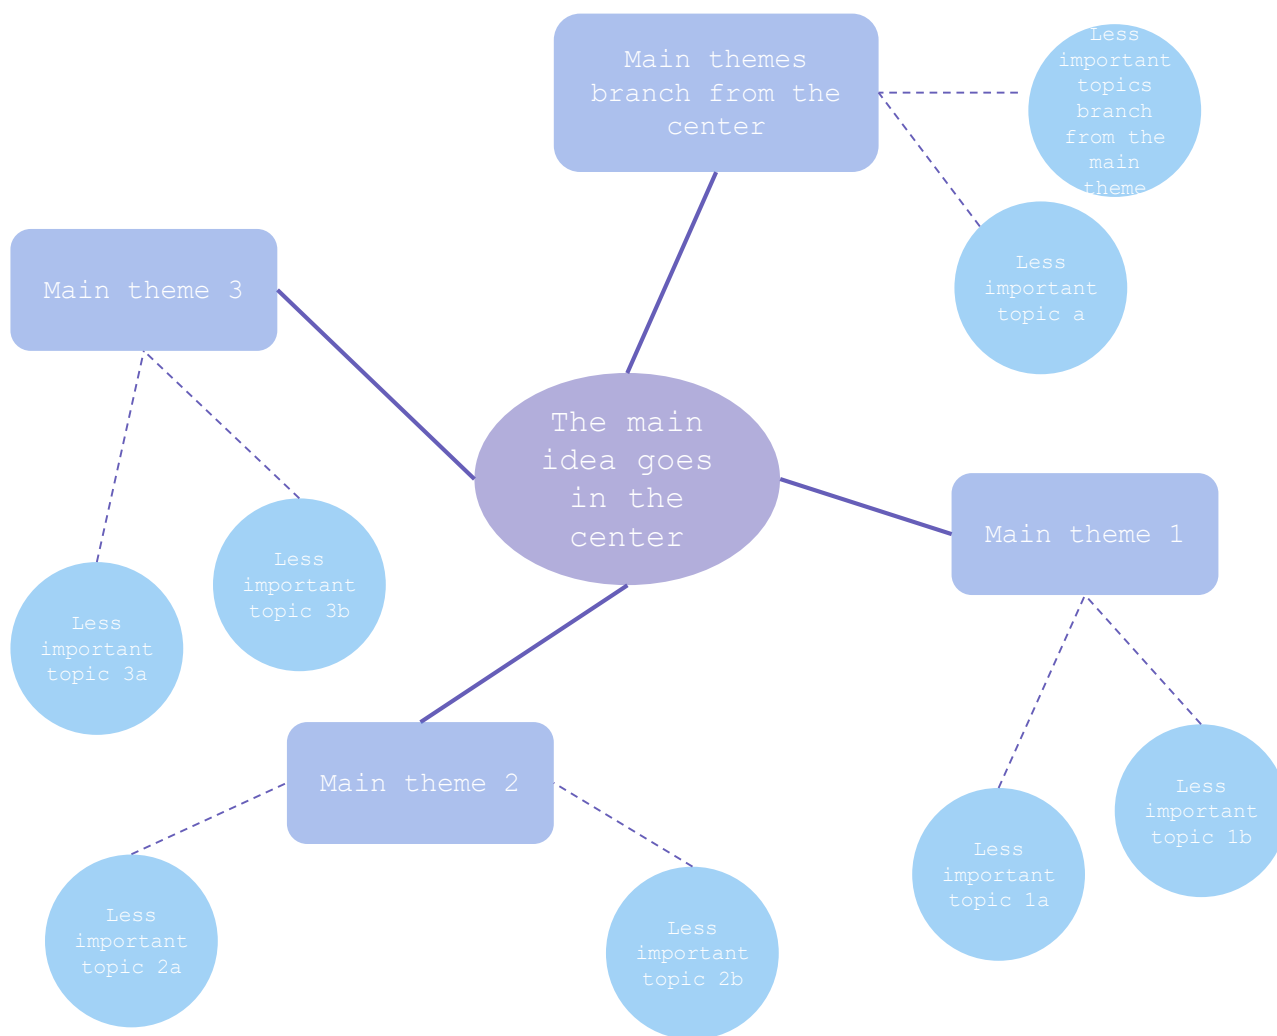 Main themes
branch from the
center
Less
important
topics
branch
from the
main
theme
Less
important
topic a
Main theme 3
The main
idea goes
in the
center
Main theme 1
Less
important
topic 3b
Less
important
topic 3a
Main theme 2
Less
important
topic 1b
Less
important
topic 1a
Less
important
topic 2a
Less
important
topic 2b